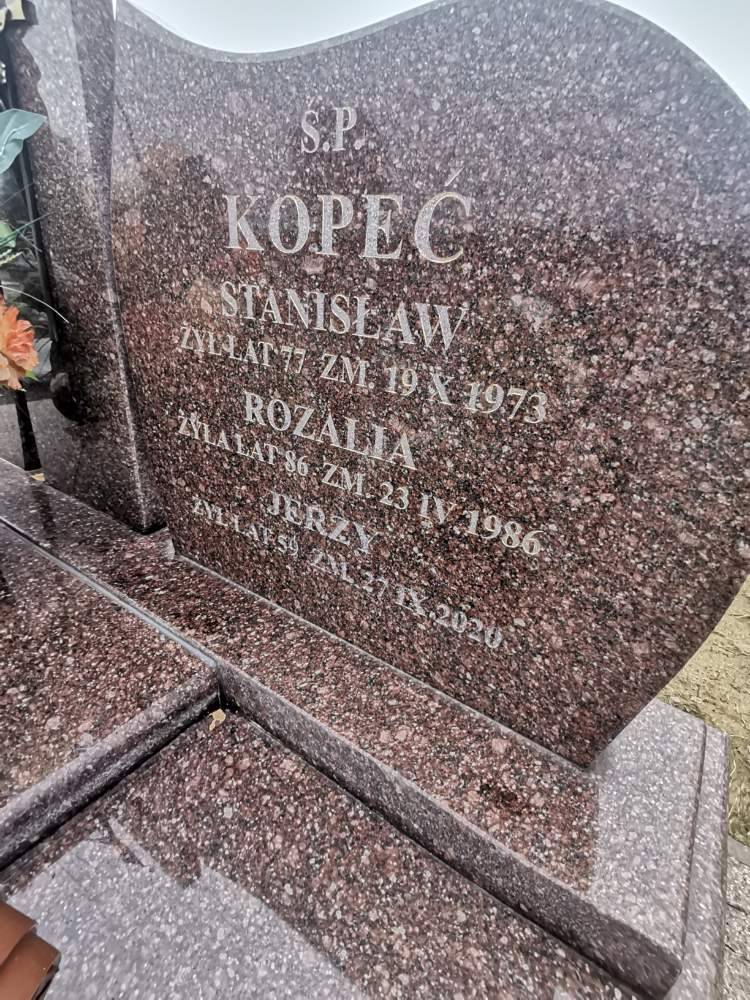 Ś.P.
KOPEĆ
STANISŁAW
ŻYŁ LAT 77 ZM. 19 X 1973
ROZALIA
ŻYŁA LAT 86 ZM. 23 IV 1986
JERZY
ŻYŁ LAT 59 ZM. 27 IX.2020